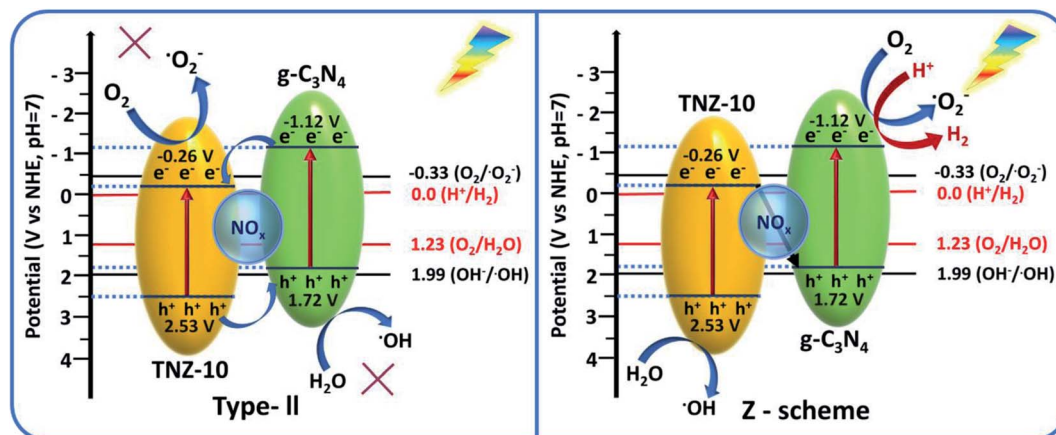 Potential (V vs NHE, pH=7)
- 3
- 2
- 1
0
1
2
3
4
O₂
·O₂⁻
g-C₃N₄
-1.12 V
e⁻ e⁻ e⁻
-0.26 V
e⁻ e⁻ e⁻
NOₓ
-0.33 (O₂/·O₂⁻)
0.0 (H⁺/H₂)
1.23 (O₂/H₂O)
1.99 (OH⁻/·OH)
h⁺ h⁺ h⁺
1.72 V
h⁺ h⁺ h⁺
2.53 V
TNZ-10
H₂O
·OH
Type- II
Potential (V vs NHE, pH=7)
- 3
- 2
- 1
0
1
2
3
4
TNZ-10
O₂
H⁺
·O₂⁻
H₂
-1.12 V
e⁻ e⁻ e⁻
-0.26 V
e⁻ e⁻ e⁻
NOₓ
-0.33 (O₂/·O₂⁻)
0.0 (H⁺/H₂)
1.23 (O₂/H₂O)
1.99 (OH⁻/·OH)
h⁺ h⁺ h⁺
1.72 V
h⁺ h⁺ h⁺
2.53 V
g-C₃N₄
H₂O
·OH
Z - scheme